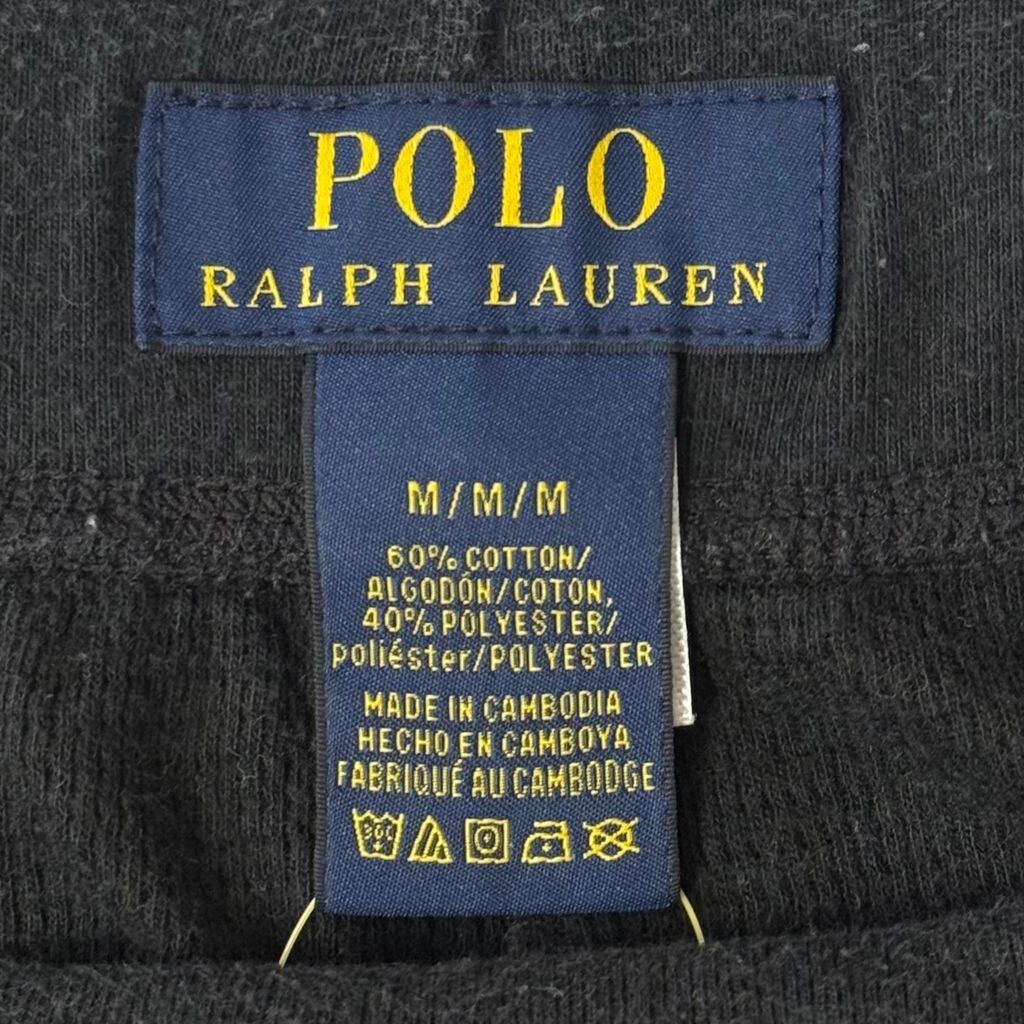 POLO
RALPH LAUREN
M/M/M
60% COTTON/
ALGODÓN/COTON,
40% POLYESTER/
poliéster/POLYESTER
MADE IN CAMBODIA
HECHO EN CAMBOYA
FABRIQUÉ AU CAMBODGE